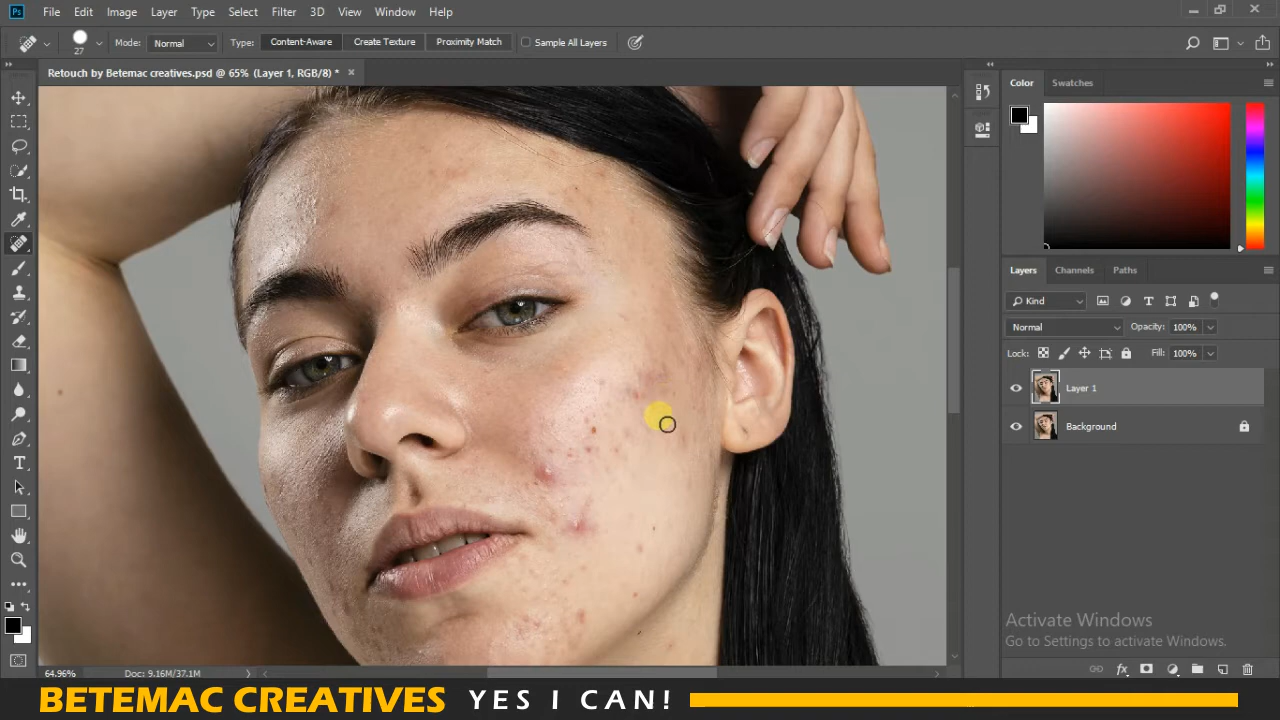 Ps File Edit Image Layer Type Select Filter 3D View Window Help
27 Mode: Normal Type: Content-Aware Create Texture Proximity Match Sample All Layers
Retouch by Betemac creatives.psd @ 65% (Layer 1, RGB/8) * ×
Color Swatches
Layers Channels Paths
Kind
Normal Opacity: 100%
Lock: Fill: 100%
Layer 1
Background
Activate Windows
Go to Settings to activate Windows.
64.96% Doc: 9.16M/37.1M
fx
BETEMAC CREATIVES YES I CAN!